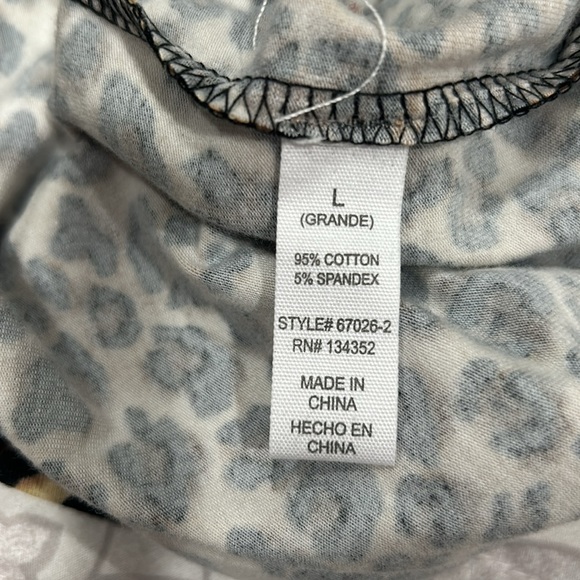 L
(GRANDE)
95% COTTON
5% SPANDEX
STYLE# 67026-2
RN# 134352
MADE IN
CHINA
HECHO EN
CHINA